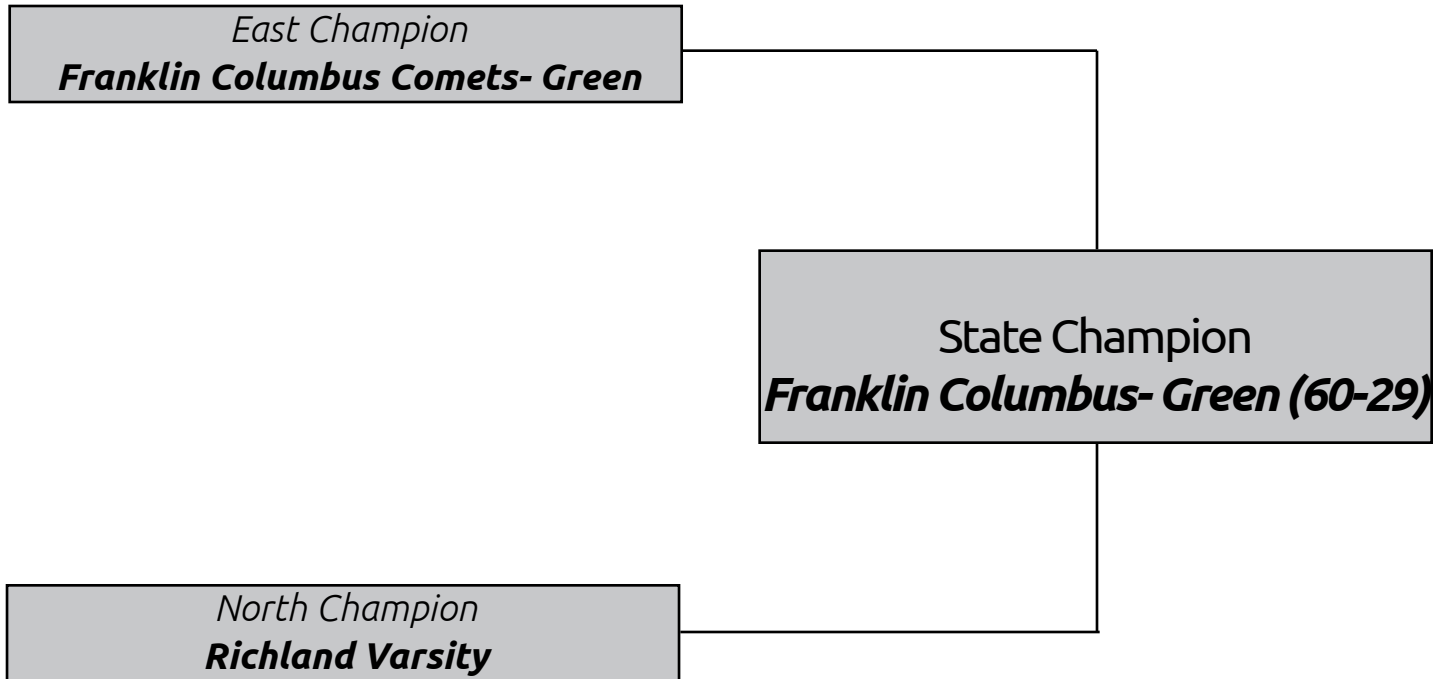 East Champion
Franklin Columbus Comets- Green
State Champion
Franklin Columbus- Green (60-29)
North Champion
Richland Varsity